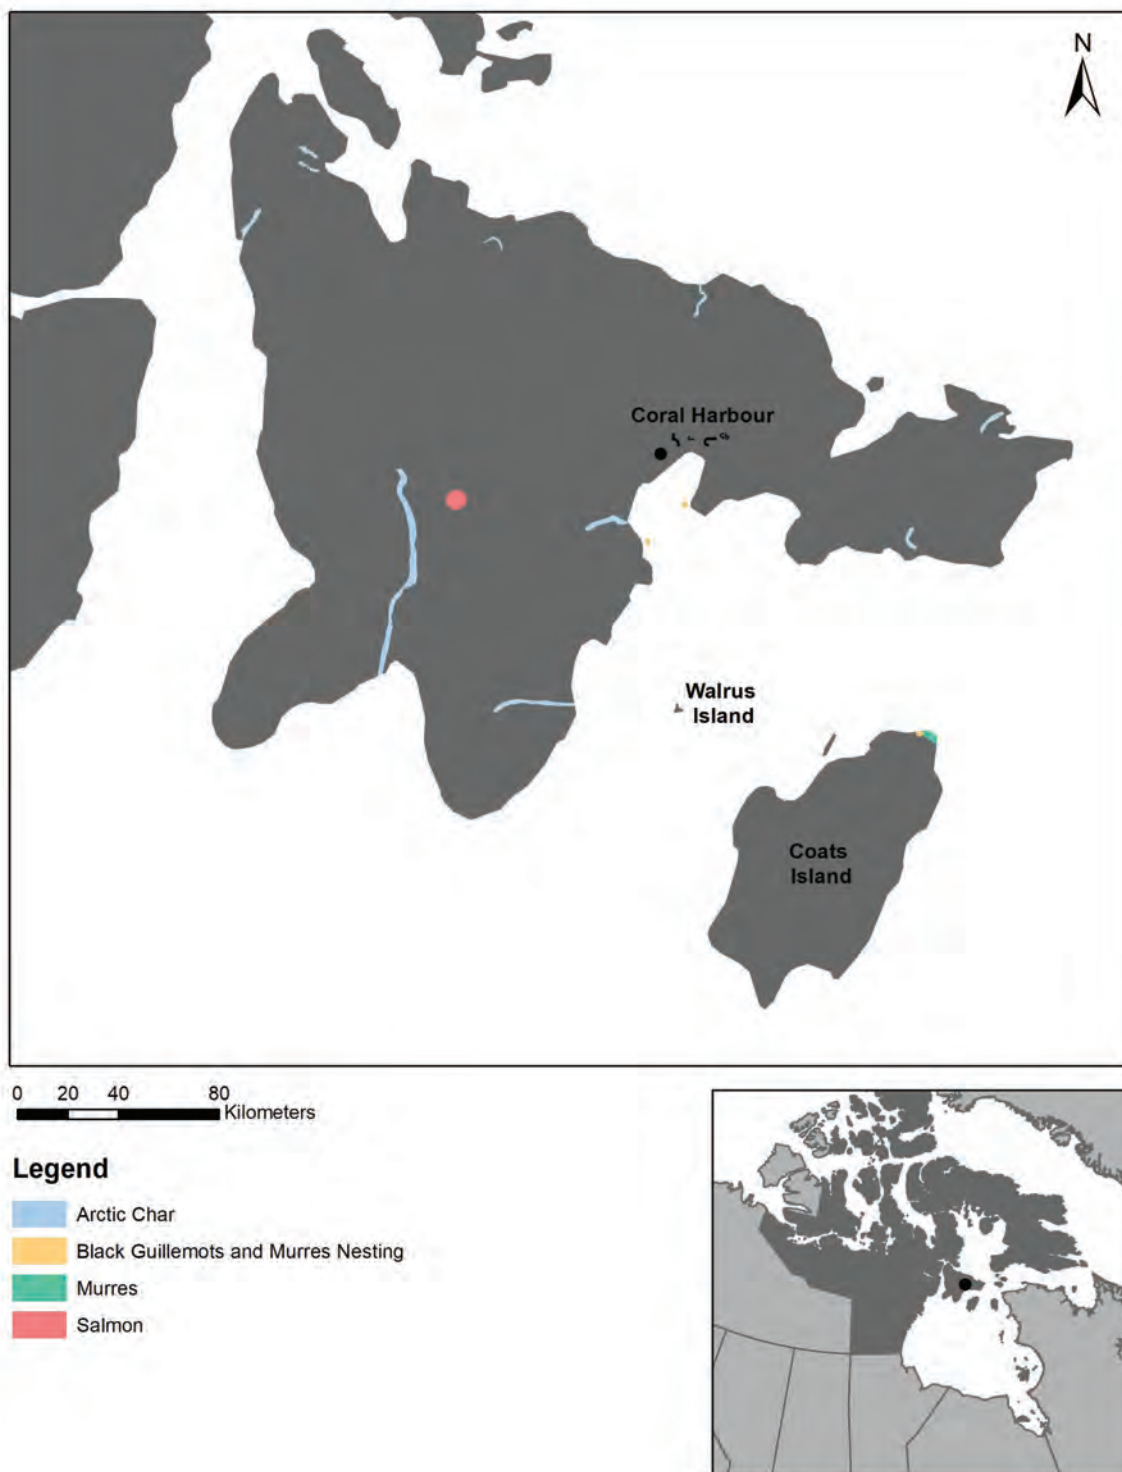 N
Coral Harbour
Walrus
Island
Coats
Island
0 20 40 80
Kilometers
Legend
Arctic Char
Black Guillemots and Murres Nesting
Murres
Salmon